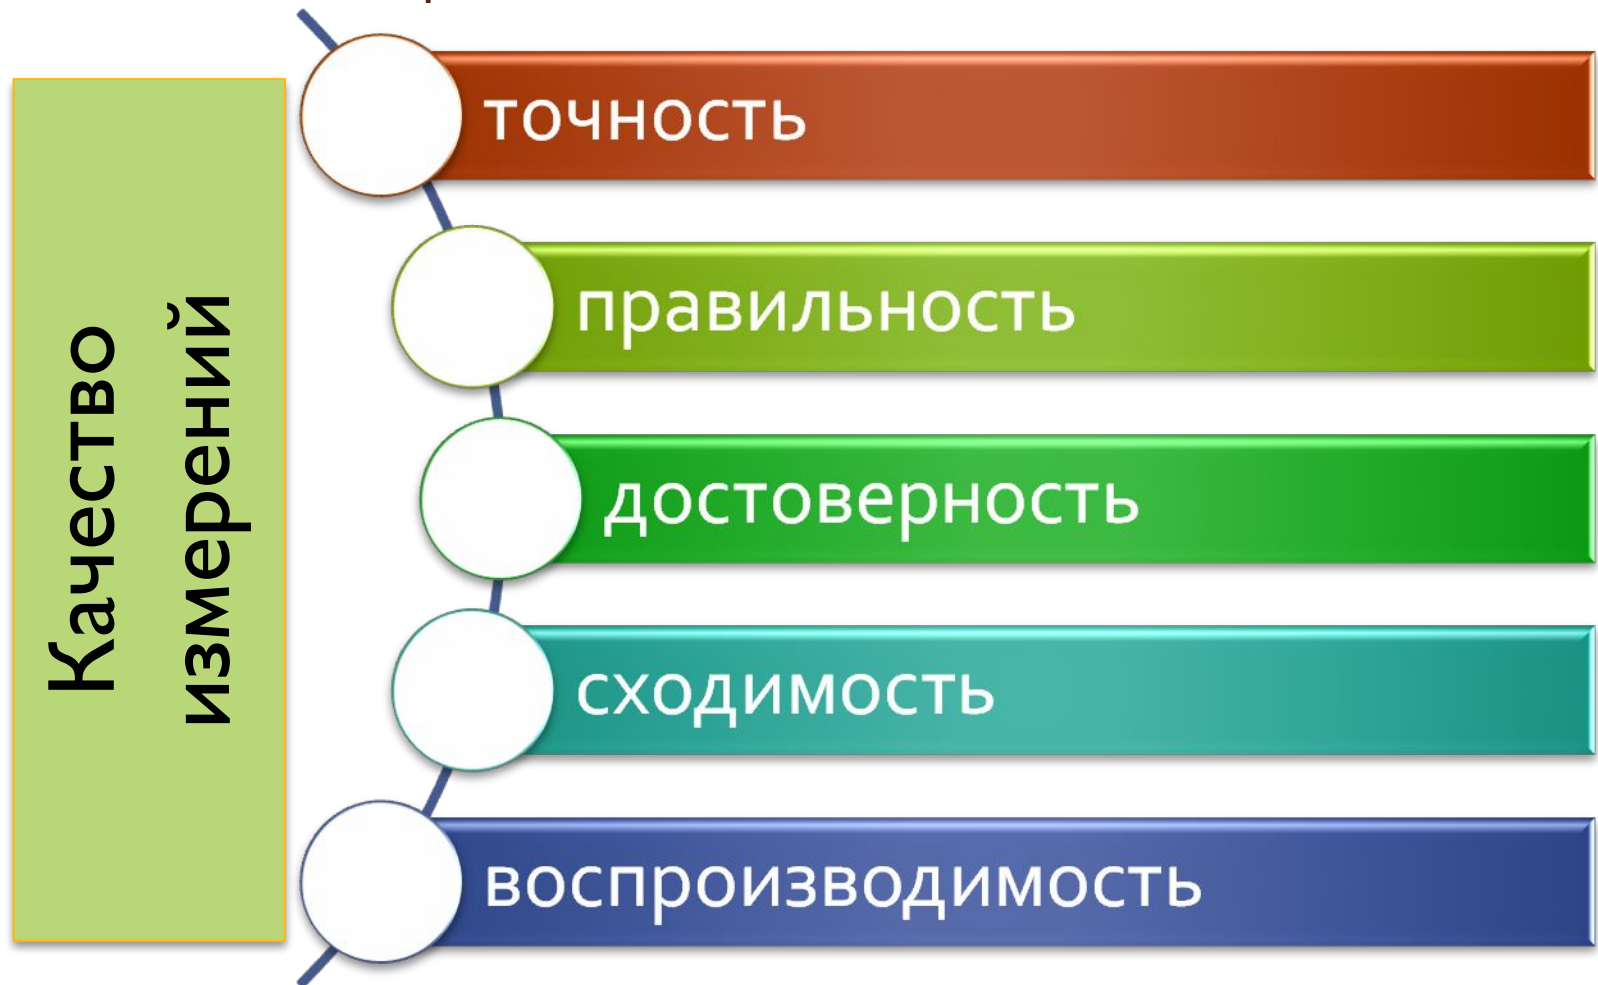 Качество
измерений
точность
правильность
достоверность
сходимость
воспроизводимость